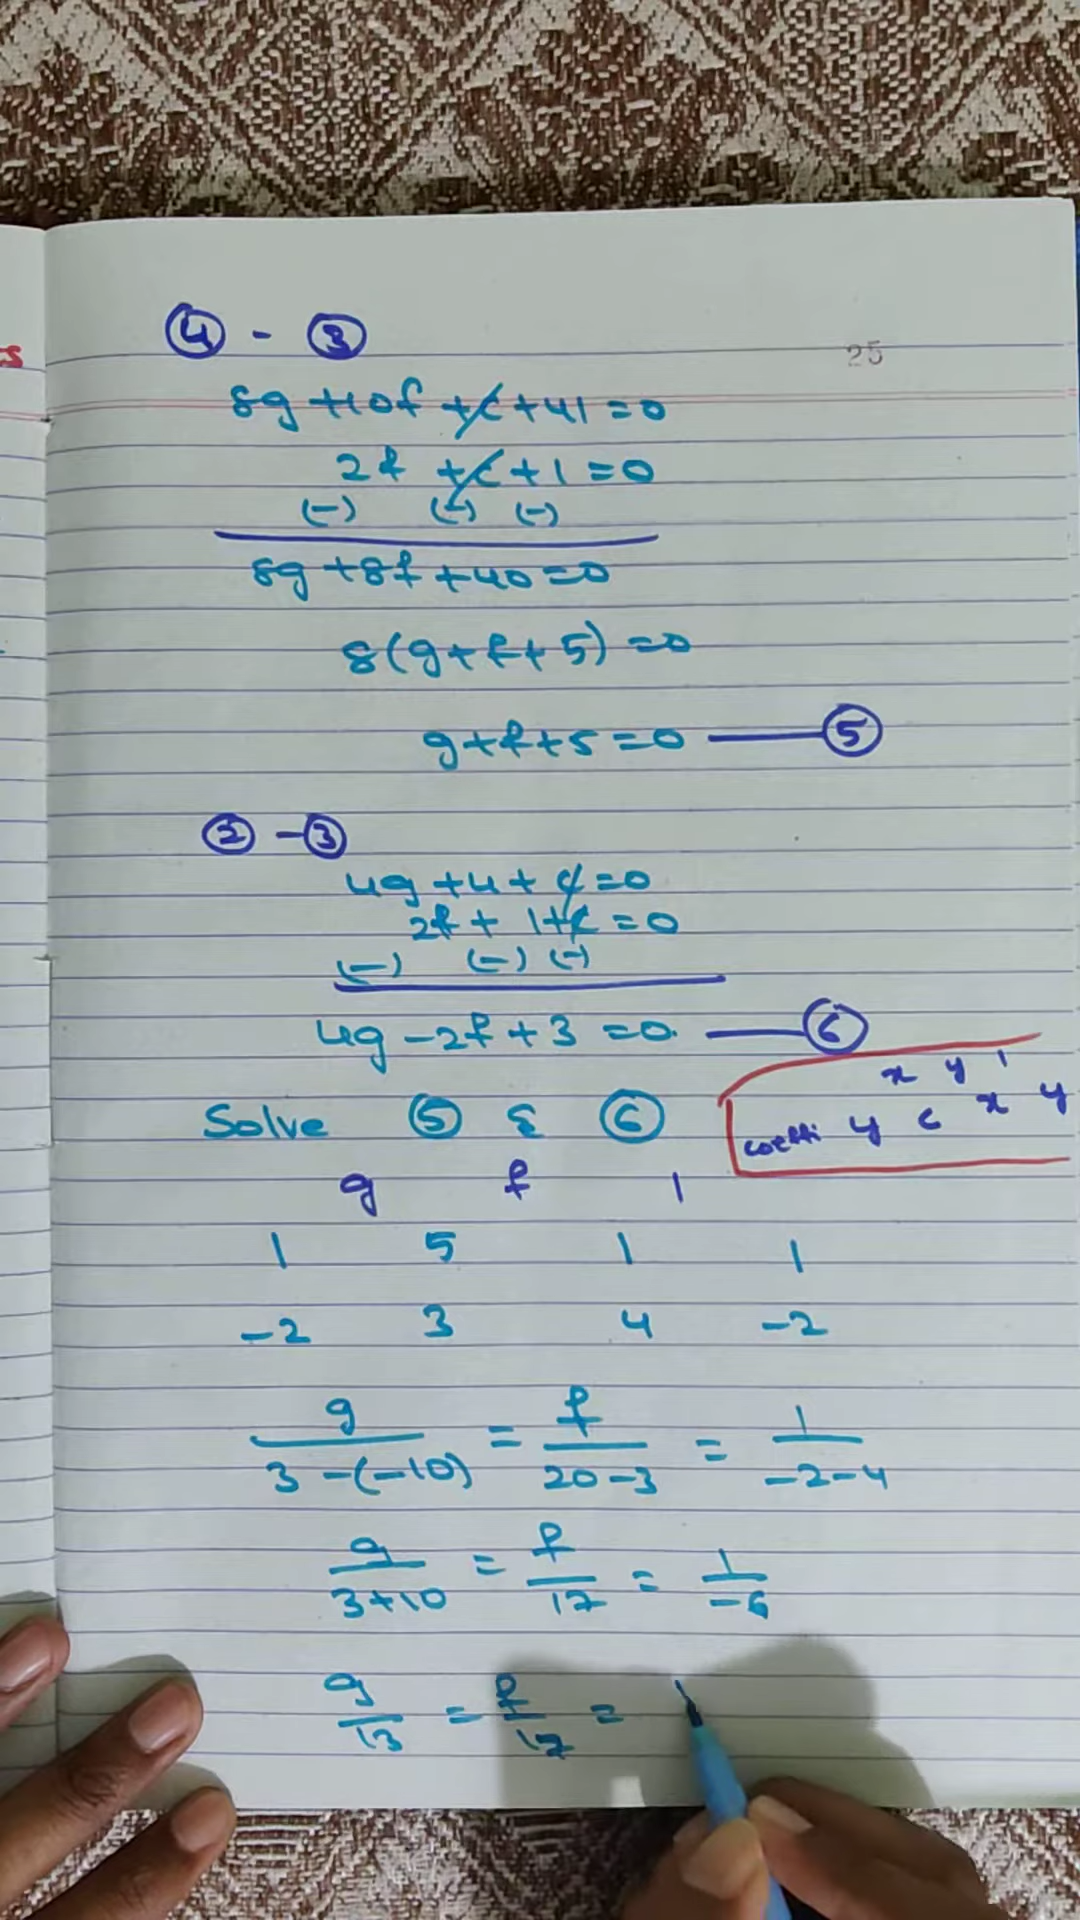 s
④ - ③
25
8g +10f +c +41 = 0
2f +c +1 = 0
(-) (-) (-)
8g +8f +40 = 0
8(g+f+5) = 0
g+f+5 = 0 —— ⑤
② - ③
4g +4 + c = 0
2f + 1+c = 0
(-) (-) (-)
4g -2f +3 = 0. —— ⑥
x y 1
coeffi y c x y
Solve ⑤ & ⑥
g f 1
1 5 1 1
-2 3 4 -2
g/(3-(-10)) = f/(20-3) = 1/(-2-4)
g/(3+10) = f/17 = 1/-6
g/13 = f/17 =